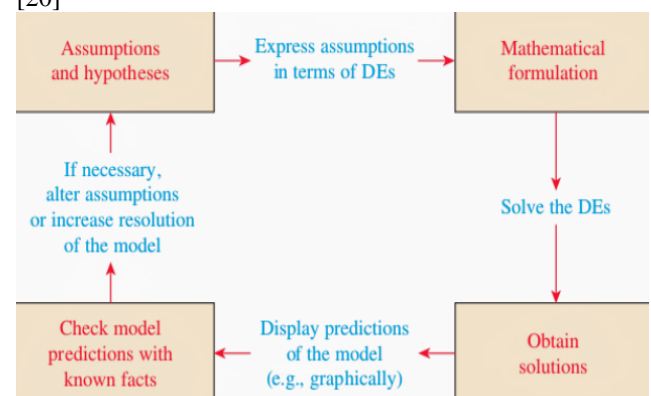 [20]
Assumptions
and hypotheses
Express assumptions
in terms of DEs
Mathematical
formulation
If necessary,
alter assumptions
or increase resolution
of the model
Solve the DEs
Check model
predictions with
known facts
Display predictions
of the model
(e.g., graphically)
Obtain
solutions